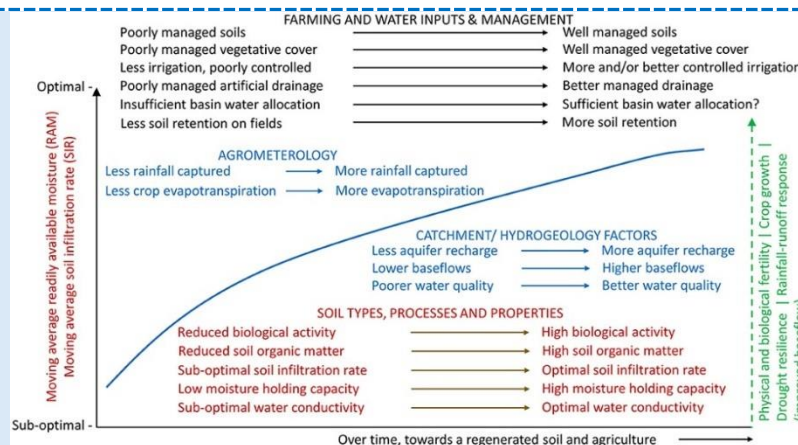 FARMING AND WATER INPUTS & MANAGEMENT
Poorly managed soils Well managed soils
Poorly managed vegetative cover Well managed vegetative cover
Less irrigation, poorly controlled More and/or better controlled irrigation
Poorly managed artificial drainage Better managed drainage
Insufficient basin water allocation Sufficient basin water allocation?
Less soil retention on fields More soil retention
Optimal -
Moving average readily available moisture (RAM)
Moving average soil infiltration rate (SIR)
AGROMETEROLOGY
Less rainfall captured More rainfall captured
Less crop evapotranspiration More evapotranspiration
CATCHMENT/ HYDROGEOLOGY FACTORS
Less aquifer recharge More aquifer recharge
Lower baseflows Higher baseflows
Poorer water quality Better water quality
SOIL TYPES, PROCESSES AND PROPERTIES
Reduced biological activity High biological activity
Reduced soil organic matter High soil organic matter
Sub-optimal soil infiltration rate Optimal soil infiltration rate
Low moisture holding capacity High moisture holding capacity
Sub-optimal water conductivity Optimal water conductivity
Physical and biological fertility | Crop growth |
Drought resilience | Rainfall-runoff response
Sub-optimal -
Over time, towards a regenerated soil and agriculture